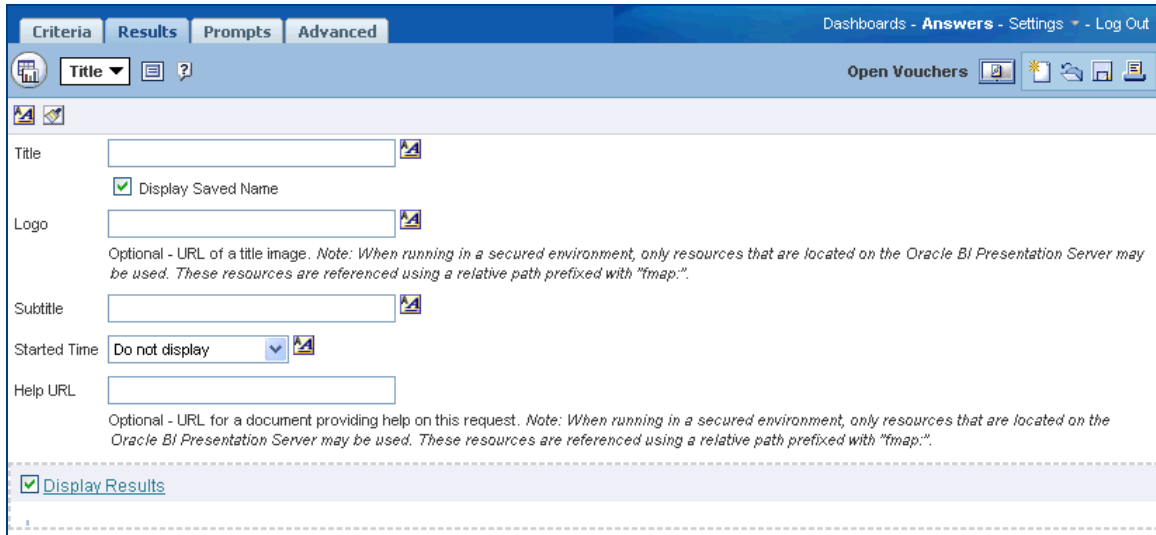 Criteria Results Prompts Advanced Dashboards - Answers - Settings - Log Out
Title Open Vouchers
Title
Display Saved Name
Logo
Optional - URL of a title image. Note: When running in a secured environment, only resources that are located on the Oracle BI Presentation Server may
be used. These resources are referenced using a relative path prefixed with "fmap:".
Subtitle
Started Time Do not display
Help URL
Optional - URL for a document providing help on this request. Note: When running in a secured environment, only resources that are located on the
Oracle BI Presentation Server may be used. These resources are referenced using a relative path prefixed with "fmap:".
Display Results